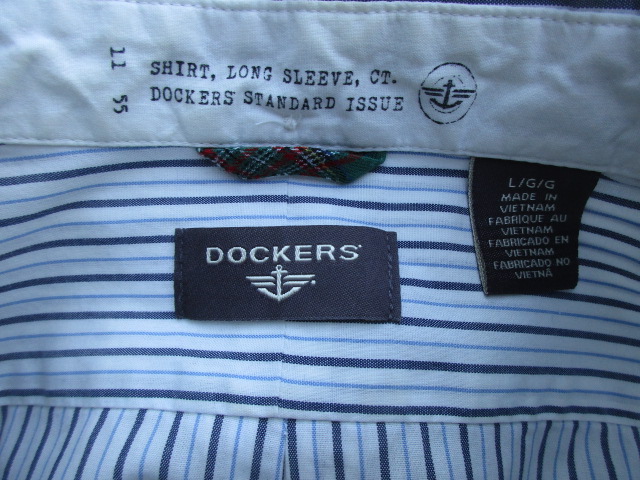 11 55
SHIRT, LONG SLEEVE, CT.
DOCKERS' STANDARD ISSUE
DOCKERS
L/G/G
MADE IN
VIETNAM
FABRIQUE AU
VIETNAM
FABRICADO EN
VIETNAM
FABRICADO NO
VIETNÃ